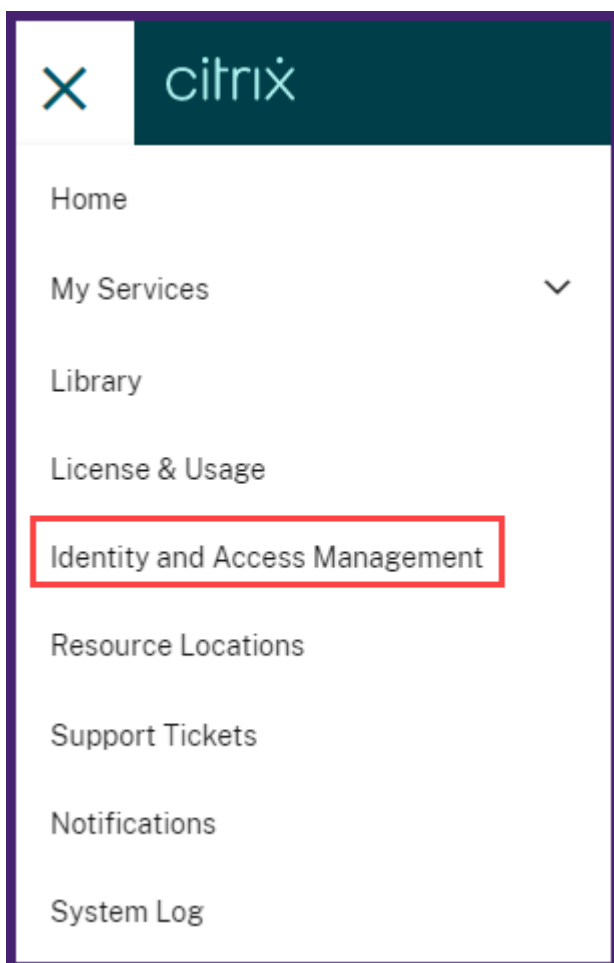 citrix
Home
My Services
Library
License & Usage
Identity and Access Management
Resource Locations
Support Tickets
Notifications
System Log